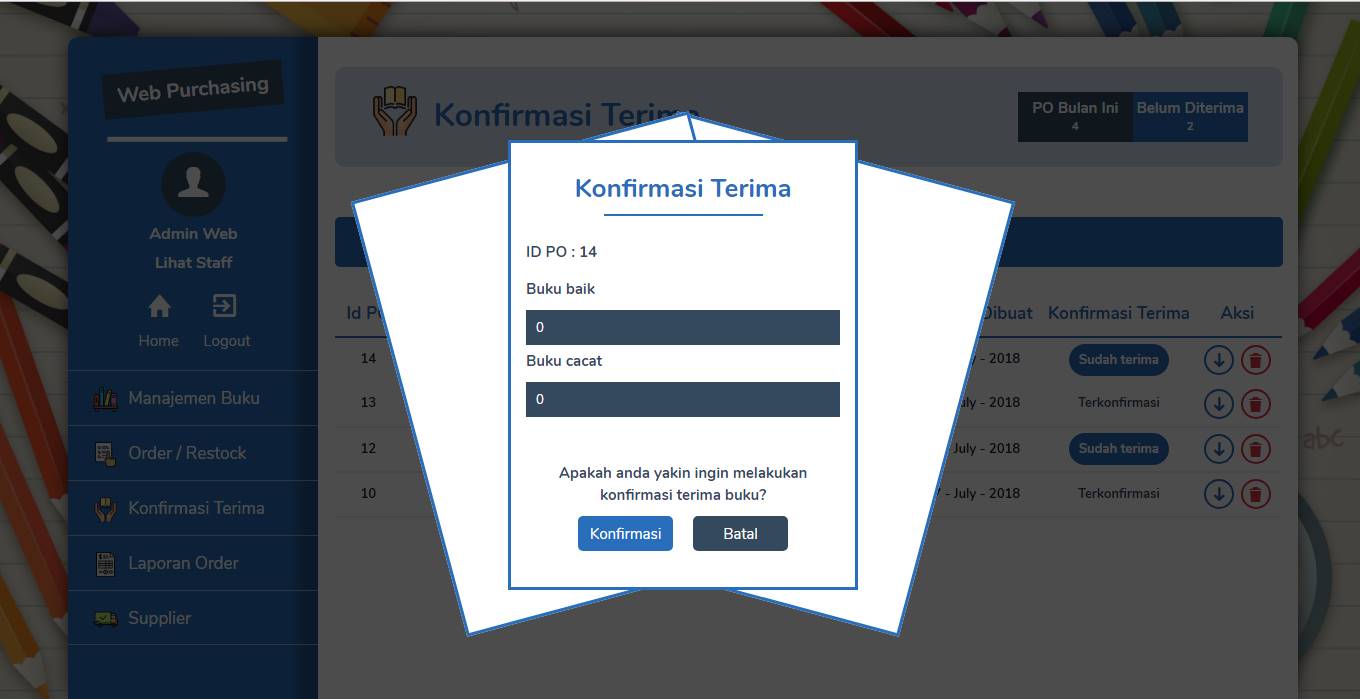 Web Purchasing
Admin Web
Lihat Staff
Home Logout
Manajemen Buku
Order / Restock
Konfirmasi Terima
Laporan Order
Supplier
Konfirmasi Terima
PO Bulan Ini
4
Belum Diterima
2
Konfirmasi Terima
ID PO : 14
Buku baik
0
Buku cacat
0
Apakah anda yakin ingin melakukan
konfirmasi terima buku?
Konfirmasi Batal
Id Dibuat Konfirmasi Terima Aksi
14 - 2018 Sudah terima
13 - 2018 Terkonfirmasi
12 July - 2018 Sudah terima
10 - July - 2018 Terkonfirmasi
abc